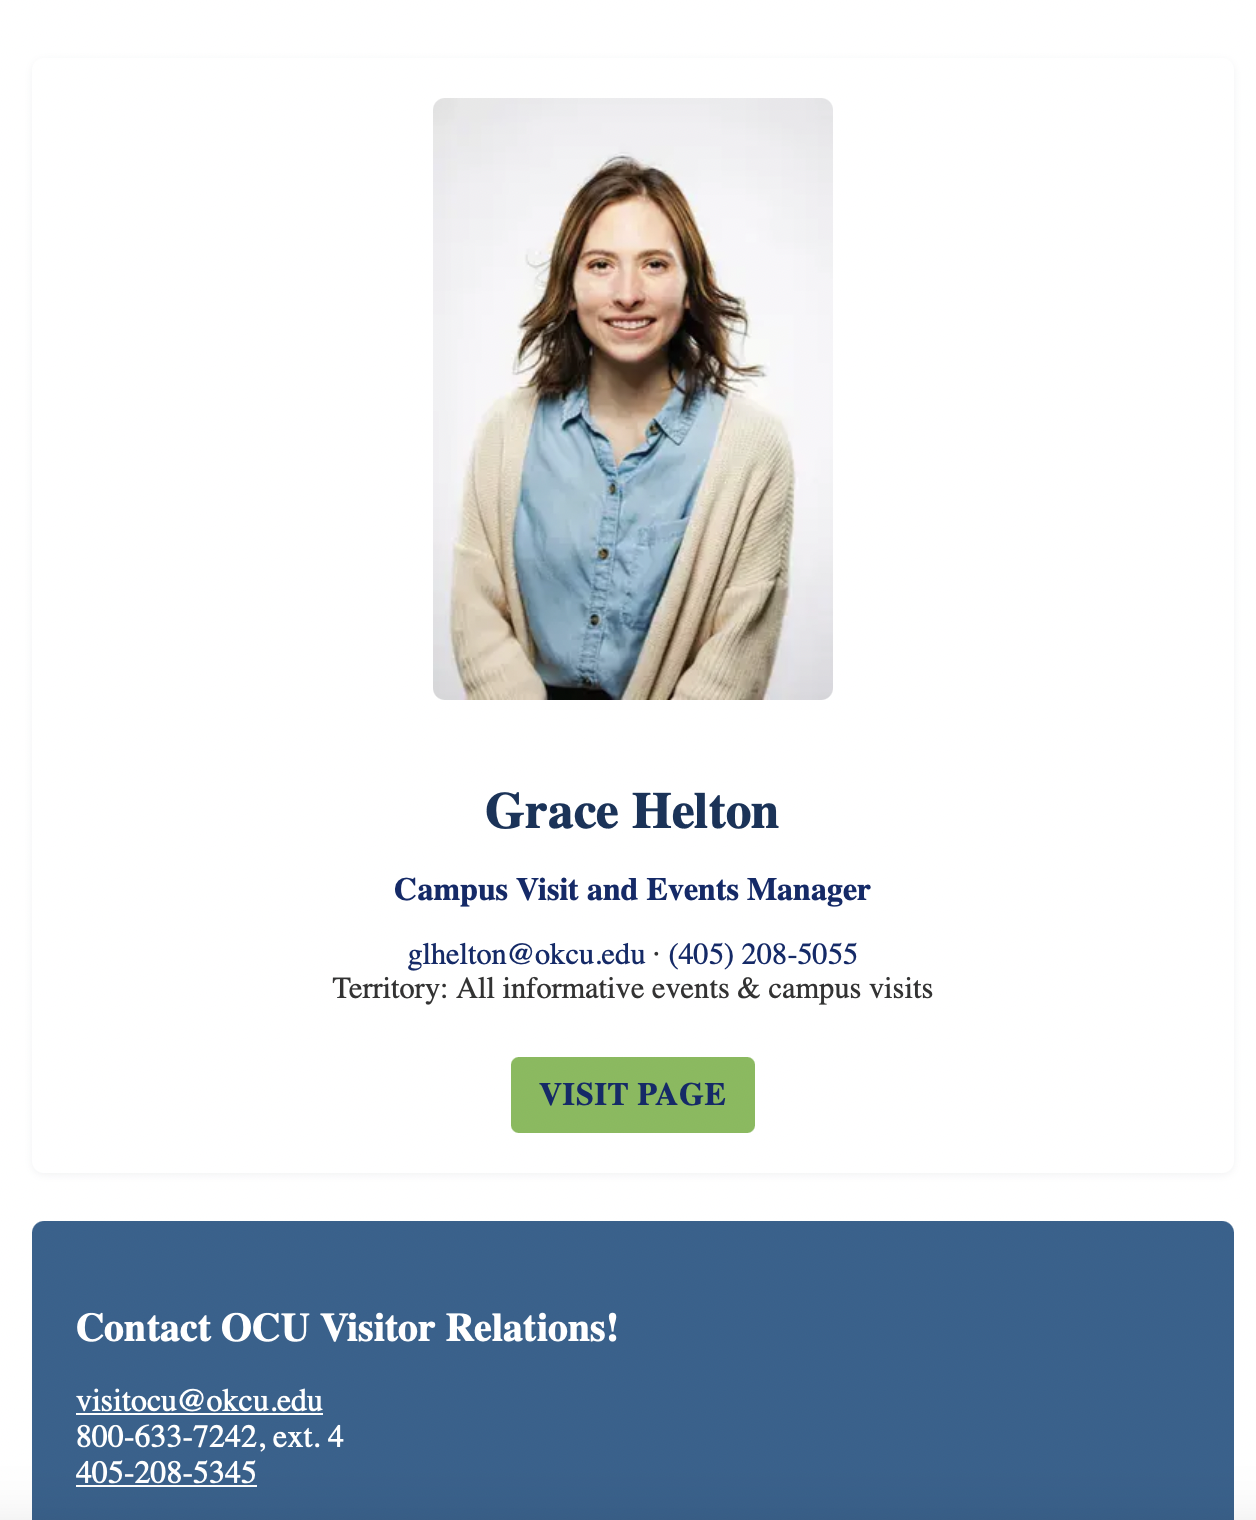 Grace Helton
Campus Visit and Events Manager
glhelton@okcu.edu · (405) 208-5055
Territory: All informative events & campus visits
VISIT PAGE
Contact OCU Visitor Relations!
visitocu@okcu.edu
800-633-7242, ext. 4
405-208-5345